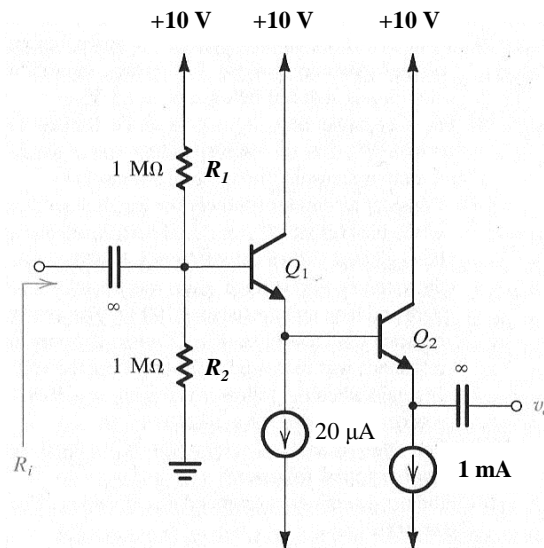 +10 V +10 V +10 V
1 MΩ R1
∞
Q1
Q2
1 MΩ R2
∞
20 μA
1 mA
Ri